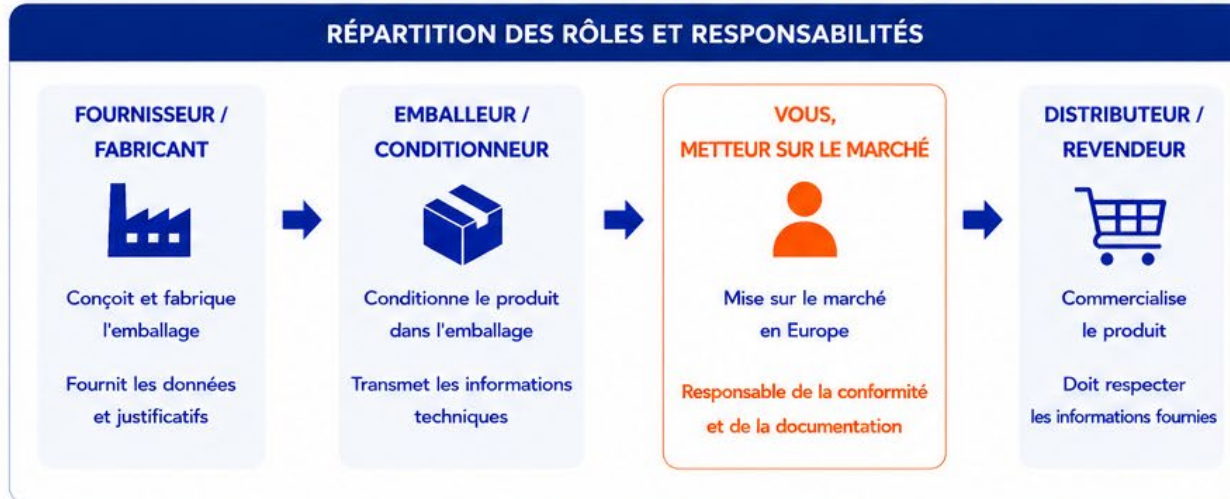 RÉPARTITION DES RÔLES ET RESPONSABILITÉS
FOURNISSEUR /
FABRICANT
Conçoit et fabrique
l'emballage
Fournit les données
et justificatifs
EMBALLEUR /
CONDITIONNEUR
Conditionne le produit
dans l'emballage
Transmet les informations
techniques
VOUS,
METTEUR SUR LE MARCHÉ
Mise sur le marché
en Europe
Responsable de la conformité
et de la documentation
DISTRIBUTEUR /
REVENDEUR
Commercialise
le produit
Doit respecter
les informations fournies